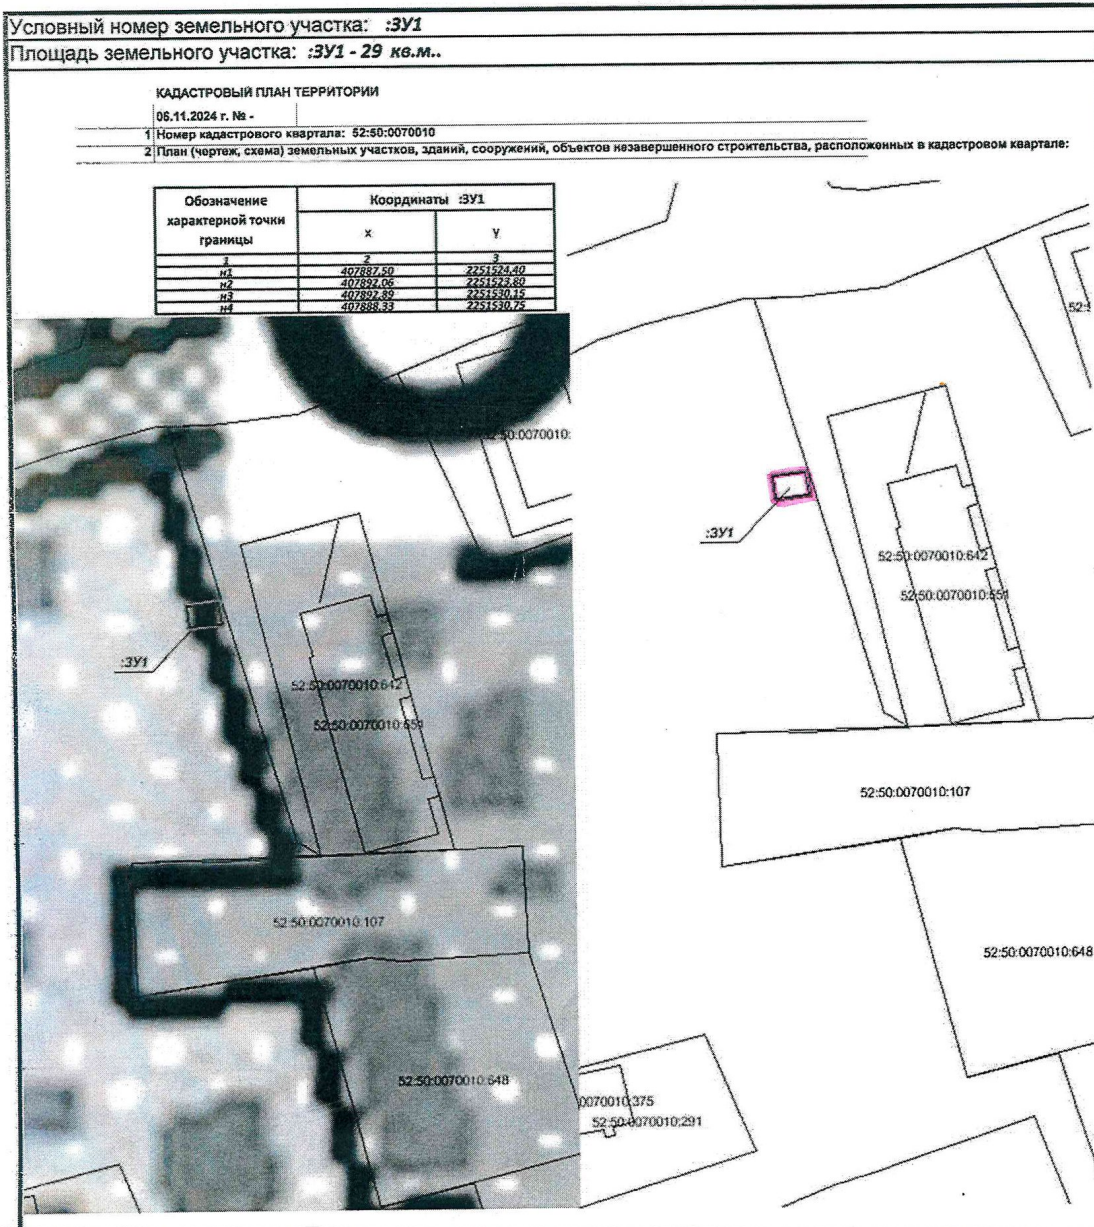 Условный номер земельного участка: :ЗУ1
Площадь земельного участка: :ЗУ1 - 29 кв.м..
КАДАСТРОВЫЙ ПЛАН ТЕРРИТОРИИ
06.11.2024 г. № -
1 Номер кадастрового квартала: 52:50:0070010
2 План (чертеж, схема) земельных участков, зданий, сооружений, объектов незавершенного строительства, расположенных в кадастровом квартале:
Обозначение характерной точки границы
Координаты :ЗУ1
х у
1 2 3
н1 407887,50 2251524,40
н2 407892,06 2251523,80
н3 407892,89 2251530,15
н4 407888,33 2251530,75
52:50:0070010:
:ЗУ1
52:50:0070010:642
52:50:0070010:551
52:50:0070010:107
52:50:0070010:648
:ЗУ1
52:50:0070010:642
52:50:0070010:551
52:50:0070010:107
52:50:0070010:648
0070010:375
52:50:0070010:291